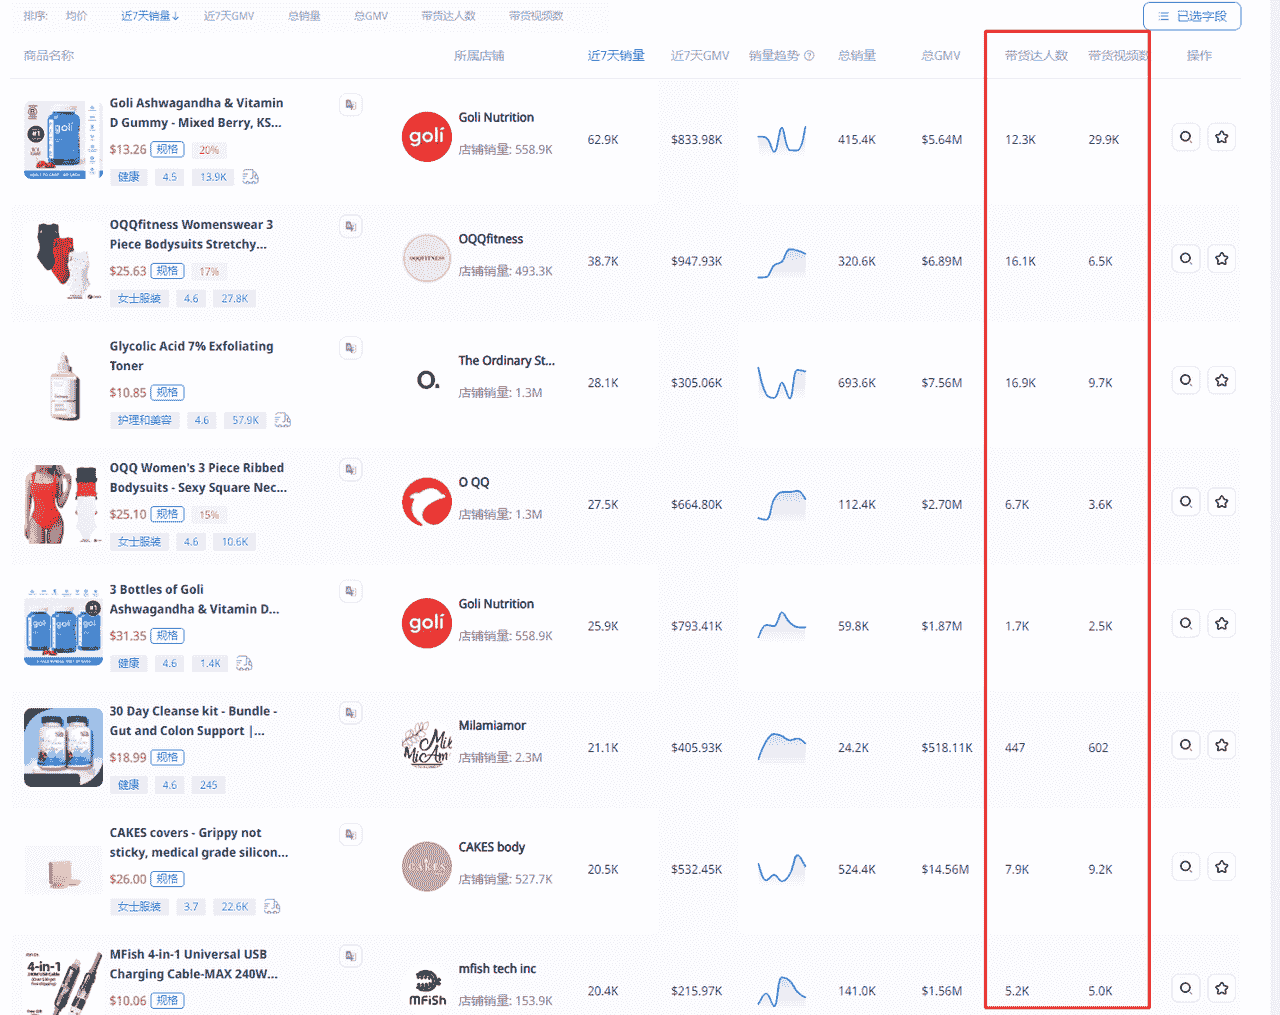 排序: 均价 近7天销量↓ 近7天GMV 总销量 总GMV 带货达人数 带货视频数 已选字段
商品名称 所属店铺 近7天销量 近7天GMV 销量趋势 总销量 总GMV 带货达人数 带货视频数 操作
Goli Ashwagandha & Vitamin
D Gummy - Mixed Berry, KS...
$13.26 规格 20%
健康 4.5 13.9K
goli
Goli Nutrition
店铺销量: 558.9K
62.9K $833.98K 415.4K $5.64M 12.3K 29.9K
OQQfitness Womenswear 3
Piece Bodysuits Stretchy...
$25.63 规格 17%
女士服装 4.6 27.8K
OQQFITNESS
OQQfitness
店铺销量: 493.3K
38.7K $947.93K 320.6K $6.89M 16.1K 6.5K
Glycolic Acid 7% Exfoliating
Toner
$10.85 规格
护理和美容 4.6 57.9K
O.
The Ordinary St...
店铺销量: 1.3M
28.1K $305.06K 693.6K $7.56M 16.9K 9.7K
OQQ Women's 3 Piece Ribbed
Bodysuits - Sexy Square Nec...
$25.10 规格 15%
女士服装 4.6 10.6K
O QQ
店铺销量: 1.3M
27.5K $664.80K 112.4K $2.70M 6.7K 3.6K
3 Bottles of Goli
Ashwagandha & Vitamin D...
$31.35 规格
健康 4.6 1.4K
goli
Goli Nutrition
店铺销量: 558.9K
25.9K $793.41K 59.8K $1.87M 1.7K 2.5K
30 Day Cleanse kit - Bundle -
Gut and Colon Support |...
$18.99 规格
健康 4.6 245
Milamiamor
店铺销量: 2.3M
21.1K $405.93K 24.2K $518.11K 447 602
CAKES covers - Grippy not
sticky, medical grade silicon...
$26.00 规格
女士服装 3.7 22.6K
cakes
CAKES body
店铺销量: 527.7K
20.5K $532.45K 524.4K $14.56M 7.9K 9.2K
4-in-1
MFish 4-in-1 Universal USB
Charging Cable-MAX 240W...
$10.06 规格
MFISH
mfish tech inc
店铺销量: 153.9K
20.4K $215.97K 141.0K $1.56M 5.2K 5.0K